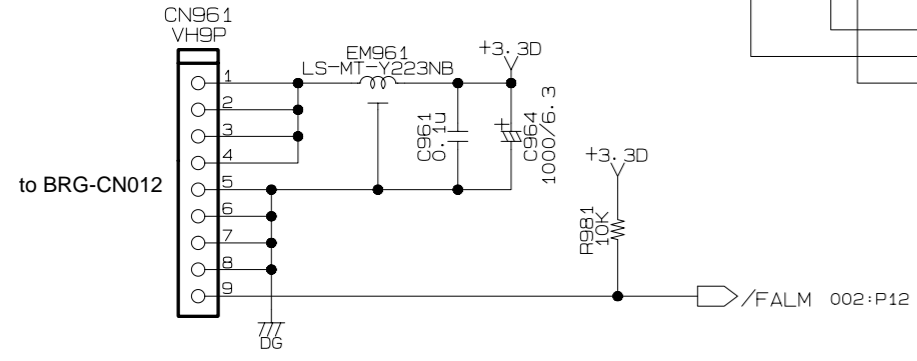 CN961
VH9P
EM961
LS-MT-Y223NB
+3.3D
1
2
3
4
5
6
7
8
9
C961
0.1u
C964
1000/6.3
+
to BRG-CN012
+3.3D
R981
10K
/FALM 002:P12
DG